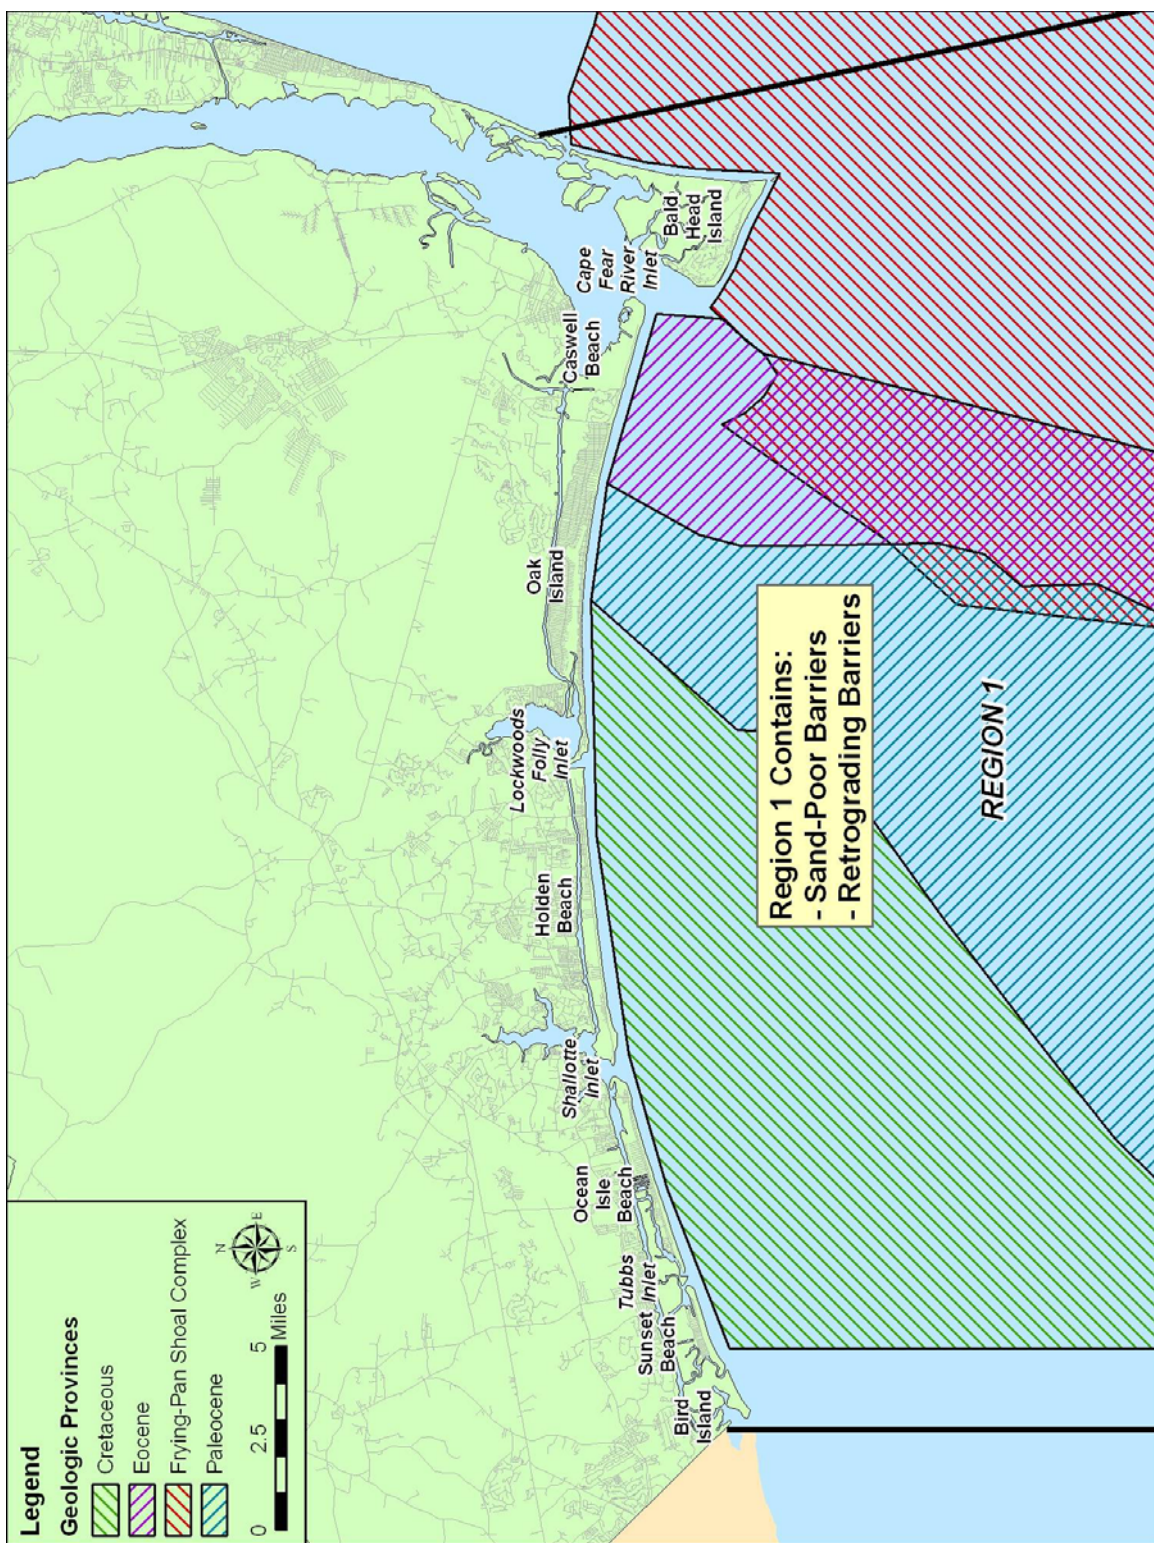 Legend
Geologic Provinces
Cretaceous
Eocene
Frying-Pan Shoal Complex
Paleocene
0
2.5
5
Miles
N
W
E
S
Bird
Island
Sunset
Beach
Tubbs
Inlet
Ocean
Isle
Beach
Shallotte
Inlet
Holden
Beach
Lockwoods
Folly
Inlet
Oak
Island
Caswell
Beach
Cape
Fear
River
Inlet
Bald
Head
Island
Region 1 Contains:
- Sand-Poor Barriers
- Retrograding Barriers
REGION 1